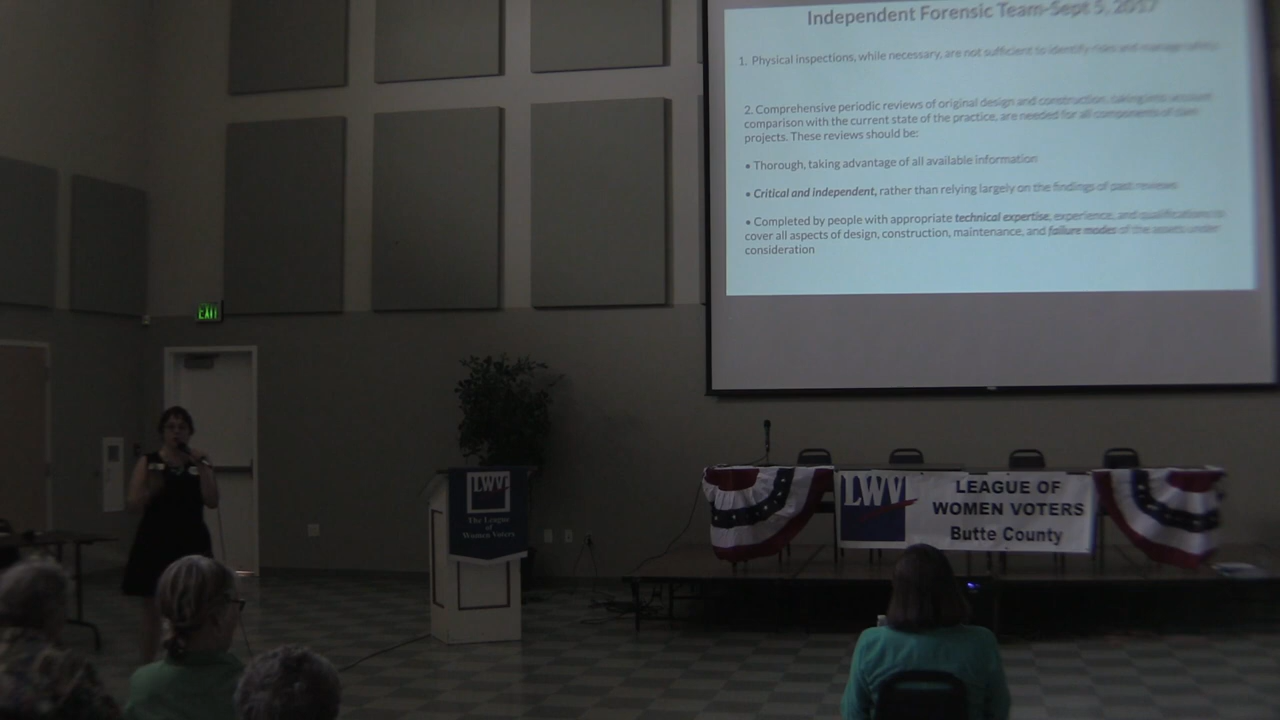 Independent Forensic Team-Sept 5, 2017
1. Physical inspections, while necessary, are not sufficient to identify risks and manage safety.
2. Comprehensive periodic reviews of original design and construction, taking into account
comparison with the current state of the practice, are needed for all components of dam
projects. These reviews should be:
• Thorough, taking advantage of all available information
• Critical and independent, rather than relying largely on the findings of past reviews
• Completed by people with appropriate technical expertise, experience, and qualifications to
cover all aspects of design, construction, maintenance, and failure modes of the assets under
consideration
EXIT
LWV
The League
of
Women Voters
LWV
LEAGUE OF
WOMEN VOTERS
Butte County